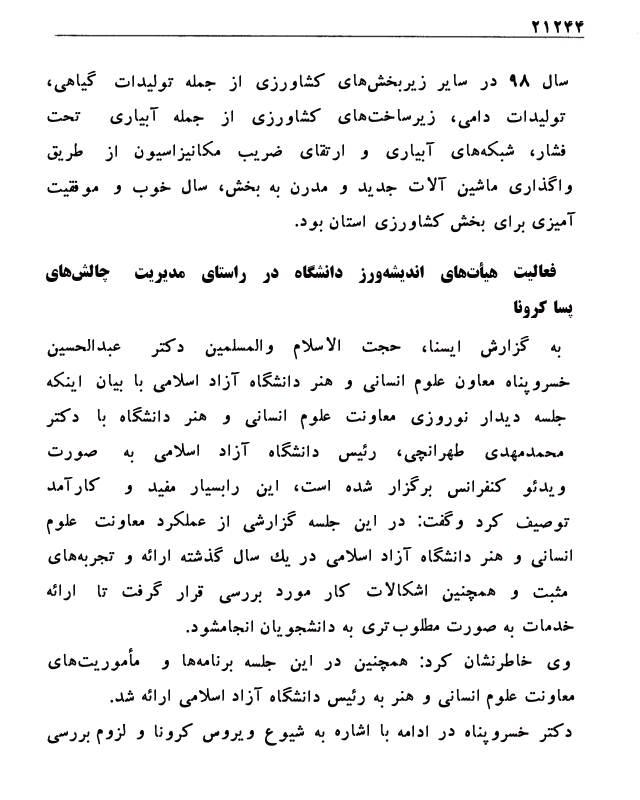 ۲۱۲۴۴
سال ۹۸ در سایر زیربخش‌های کشاورزی از جمله تولیدات گیاهی،
تولیدات دامی، زیرساخت‌های کشاورزی از جمله آبیاری تحت
فشار، شبکه‌های آبیاری و ارتقای ضریب مکانیزاسیون از طریق
واگذاری ماشین آلات جدید و مدرن به بخش، سال خوب و موفقیت
آمیزی برای بخش کشاورزی استان بود.
فعالیت هیأت‌های اندیشه‌ورز دانشگاه در راستای مدیریت چالش‌های
پسا کرونا
به گزارش ایسنا، حجت الاسلام والمسلمین دکتر عبدالحسین
خسروپناه معاون علوم انسانی و هنر دانشگاه آزاد اسلامی با بیان اینکه
جلسه دیدار نوروزی معاونت علوم انسانی و هنر دانشگاه با دکتر
محمدمهدی طهرانچی، رئیس دانشگاه آزاد اسلامی به صورت
ویدئو کنفرانس برگزار شده است، این رابسیار مفید و کارآمد
توصیف کرد وگفت: در این جلسه گزارشی از عملکرد معاونت علوم
انسانی و هنر دانشگاه آزاد اسلامی در یك سال گذشته ارائه و تجربه‌های
مثبت و همچنین اشکالات کار مورد بررسی قرار گرفت تا ارائه
خدمات به صورت مطلوب‌تری به دانشجویان انجامشود.
وی خاطرنشان کرد: همچنین در این جلسه برنامه‌ها و مأموریت‌های
معاونت علوم انسانی و هنر به رئیس دانشگاه آزاد اسلامی ارائه شد.
دکتر خسروپناه در ادامه با اشاره به شیوع ویروس کرونا و لزوم بررسی